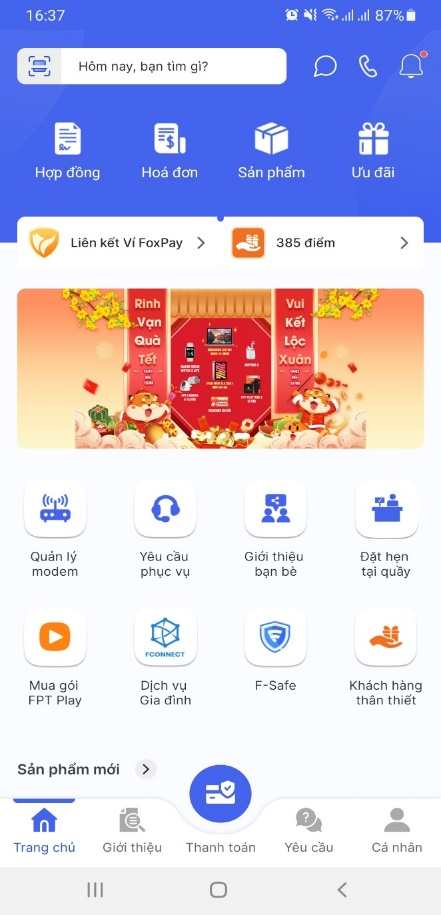 16:37
87%
Hôm nay, bạn tìm gì?
Hợp đồng
Hoá đơn
Sản phẩm
Ưu đãi
Liên kết Ví FoxPay
385 điểm
Rinh
Vạn
Quà
Tết
Vui
Kết
Lộc
Xuân
Quản lý
modem
Yêu cầu
phục vụ
Giới thiệu
bạn bè
Đặt hẹn
tại quầy
FCONNECT
Mua gói
FPT Play
Dịch vụ
Gia đình
F-Safe
Khách hàng
thân thiết
Sản phẩm mới
Trang chủ
Giới thiệu
Thanh toán
Yêu cầu
Cá nhân